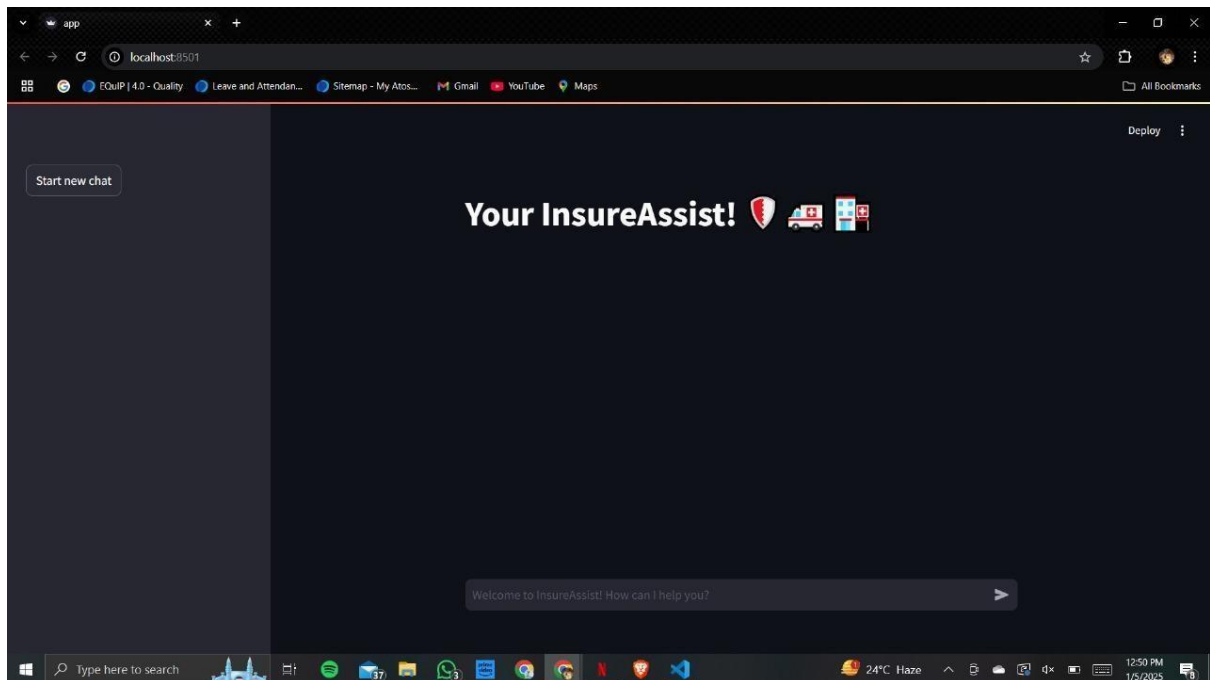 app
localhost:8501
EQuIP | 4.0 - Quality Leave and Attendan... Sitemap - My Atos... Gmail YouTube Maps All Bookmarks
Deploy
Start new chat
Your InsureAssist!
Welcome to InsureAssist! How can I help you?
Type here to search 37 3 24°C Haze 12:50 PM
1/5/2025